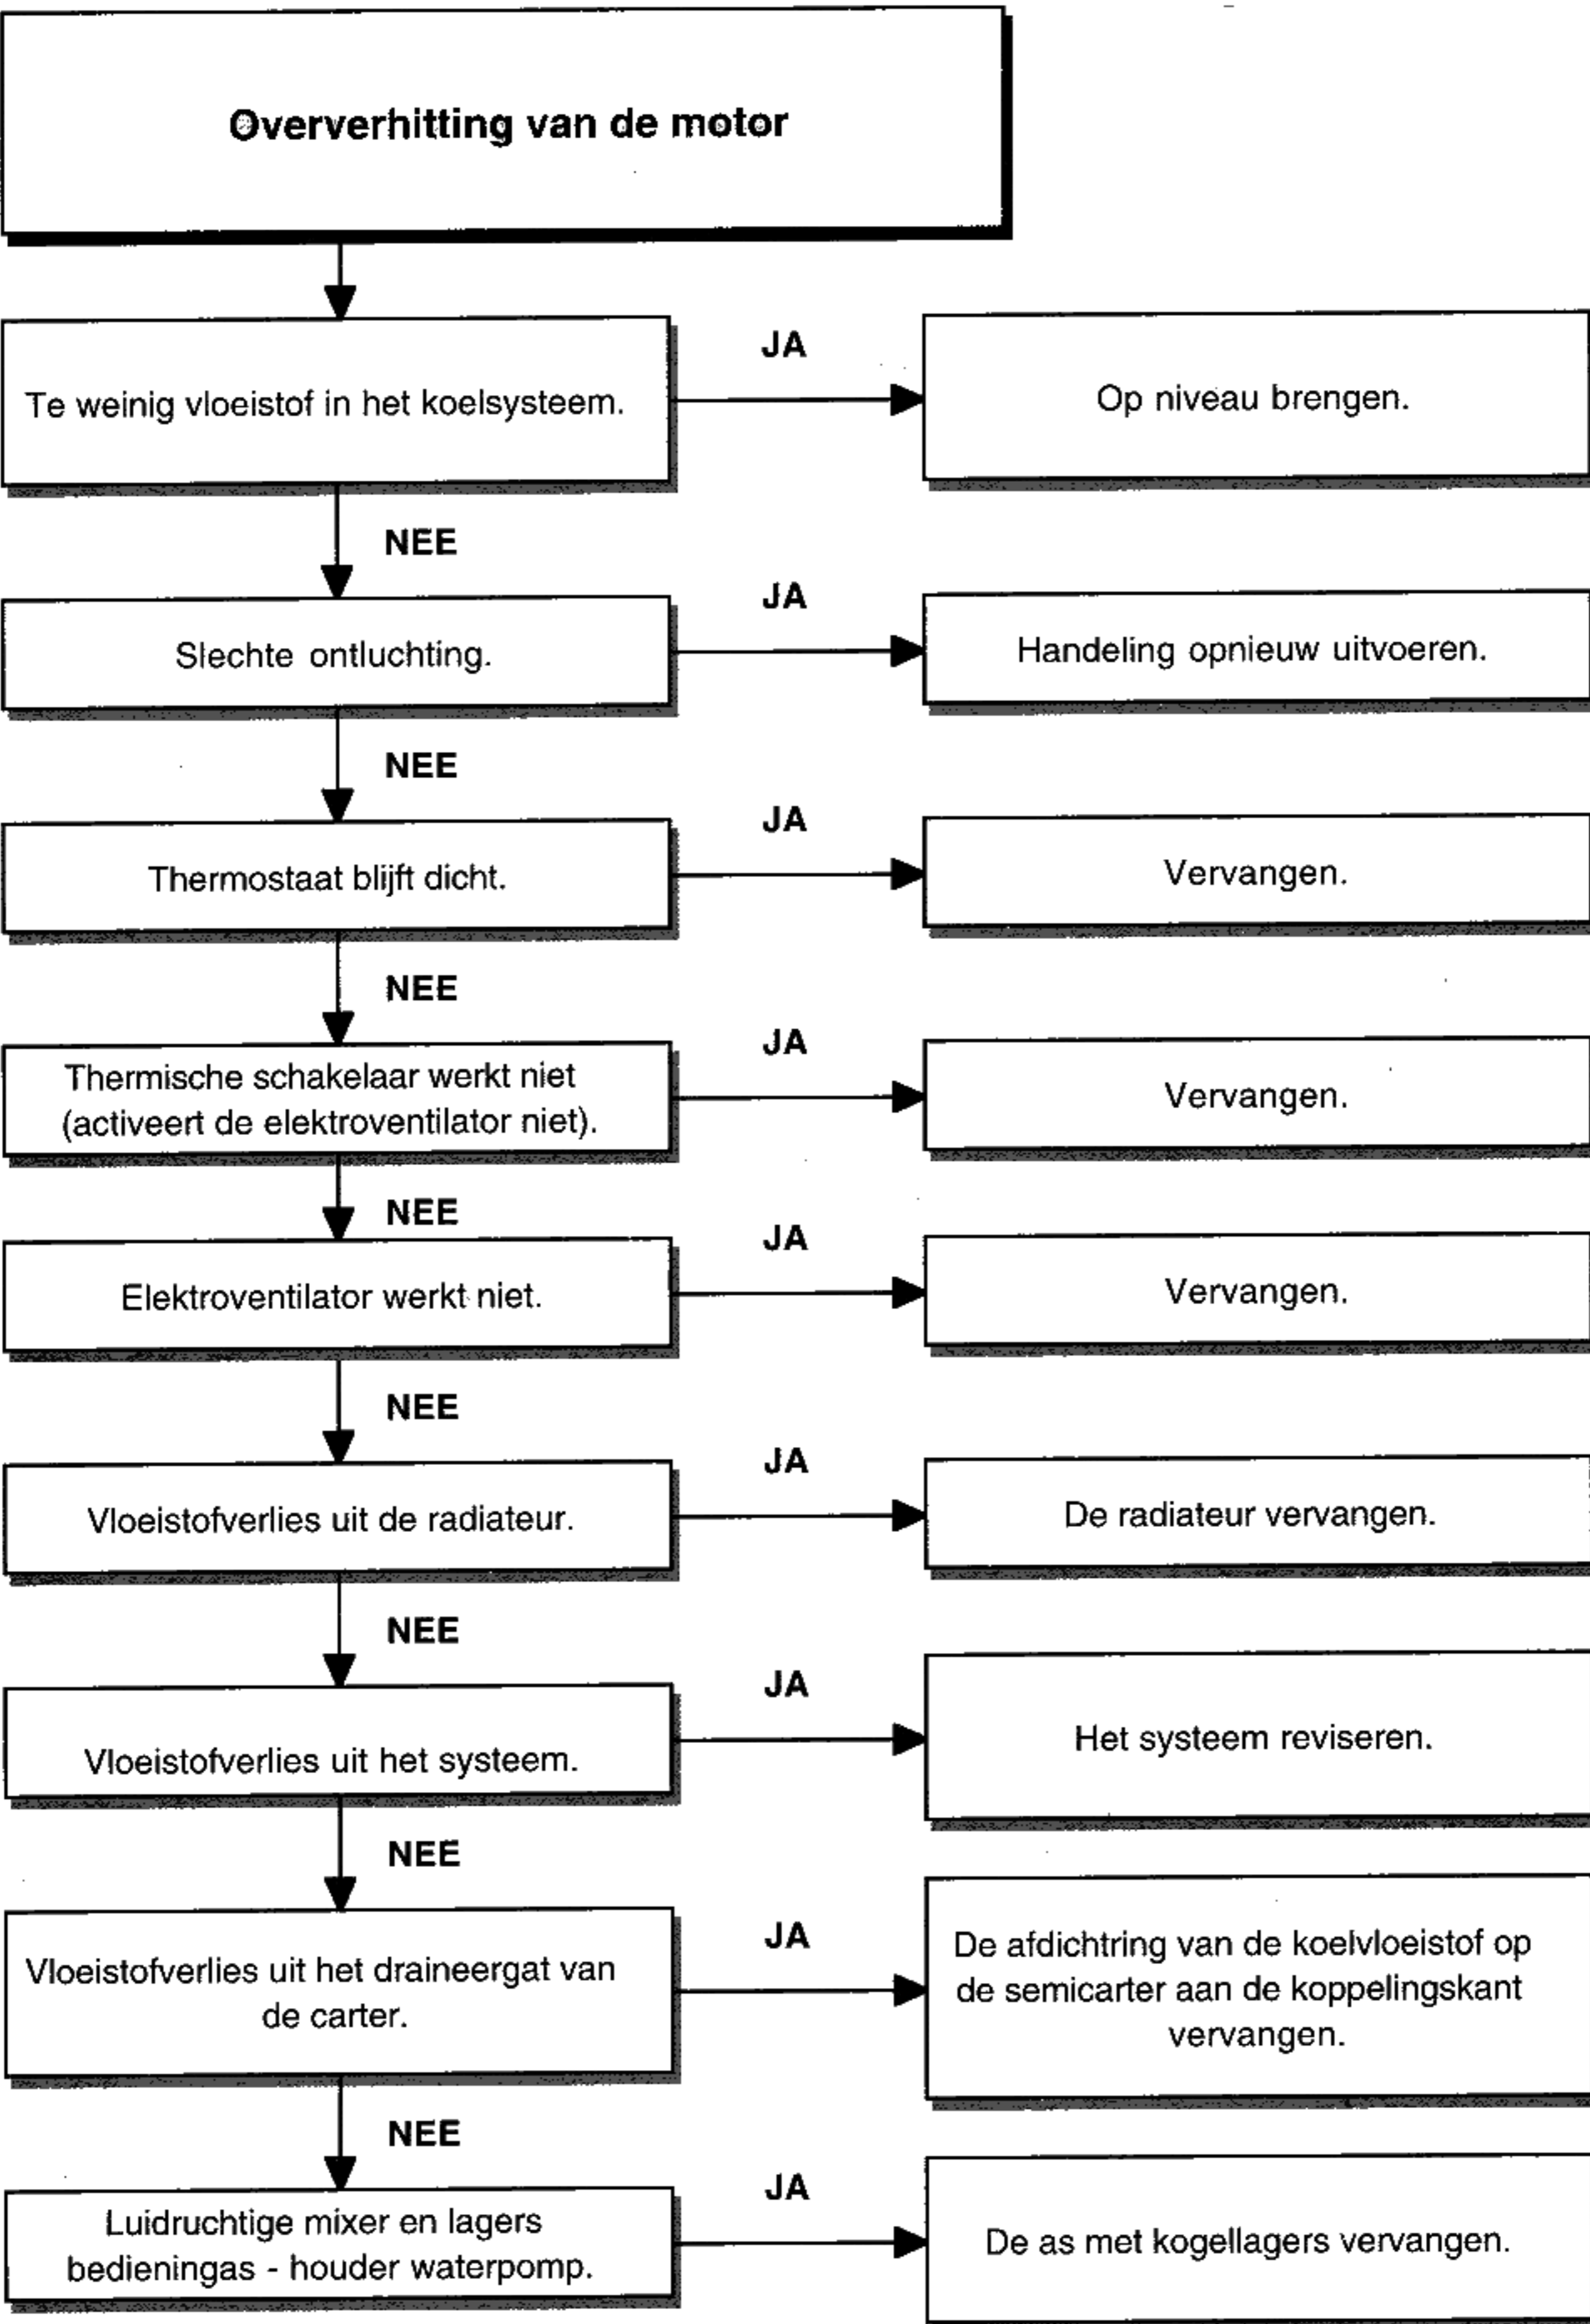 Oververhitting van de motor
Te weinig vloeistof in het koelsysteem.
JA
Op niveau brengen.
NEE
Slechte ontluchting.
JA
Handeling opnieuw uitvoeren.
NEE
Thermostaat blijft dicht.
JA
Vervangen.
NEE
Thermische schakelaar werkt niet
(activeert de elektroventilator niet).
JA
Vervangen.
NEE
Elektroventilator werkt niet.
JA
Vervangen.
NEE
Vloeistofverlies uit de radiateur.
JA
De radiateur vervangen.
NEE
Vloeistofverlies uit het systeem.
JA
Het systeem reviseren.
NEE
Vloeistofverlies uit het draineergat van
de carter.
JA
De afdichtring van de koelvloeistof op
de semicarter aan de koppelingskant
vervangen.
NEE
Luidruchtige mixer en lagers
bedieningas - houder waterpomp.
JA
De as met kogellagers vervangen.